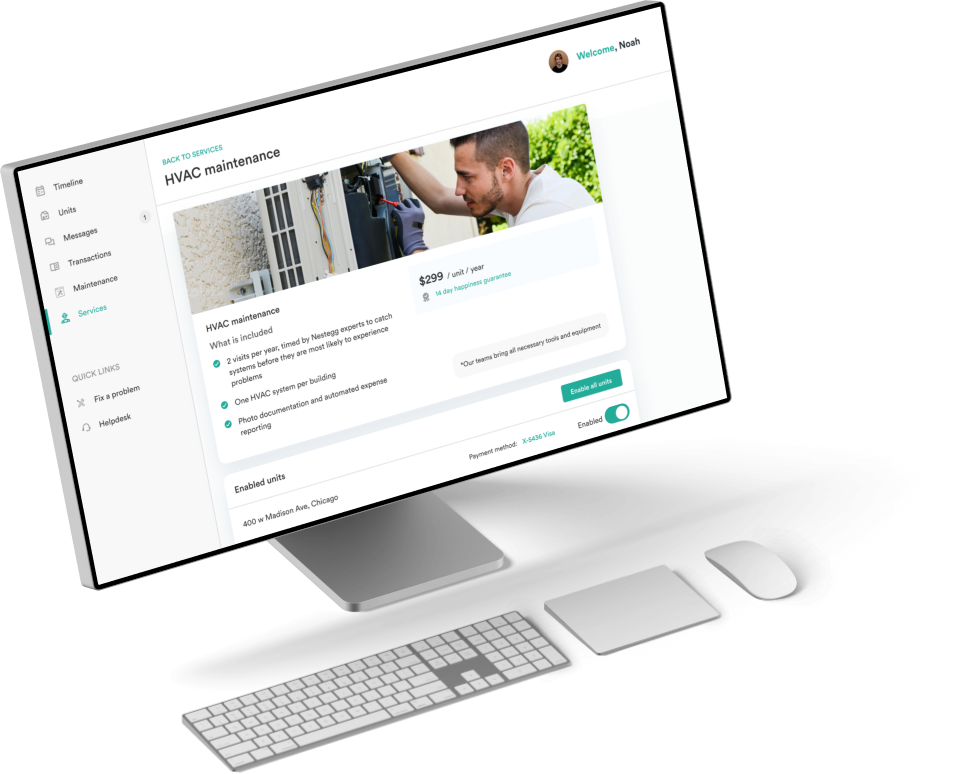 Welcome, Noah
Timeline
Units
Messages
1
Transactions
Maintenance
Services
QUICK LINKS
Fix a problem
Helpdesk
BACK TO SERVICES
HVAC maintenance
HVAC maintenance
What is included
2 visits per year, timed by Nestegg experts to catch
systems before they are most likely to experience
problems
One HVAC system per building
Photo documentation and automated expense
reporting
$299 / unit / year
14 day happiness guarantee
*Our teams bring all necessary tools and equipment
Enable all units
Enabled units
400 w Madison Ave, Chicago
Payment method: X-5436 Visa
Enabled